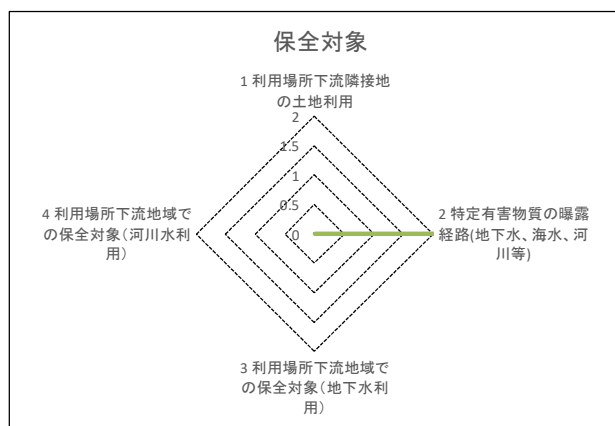 保全対象
1 利用場所下流隣接地
の土地利用
2
1.5
1
0.5
0
2 特定有害物質の曝露
経路(地下水、海水、河
川等)
3 利用場所下流地域で
の保全対象(地下水利
用)
4 利用場所下流地域で
の保全対象(河川水利
用)